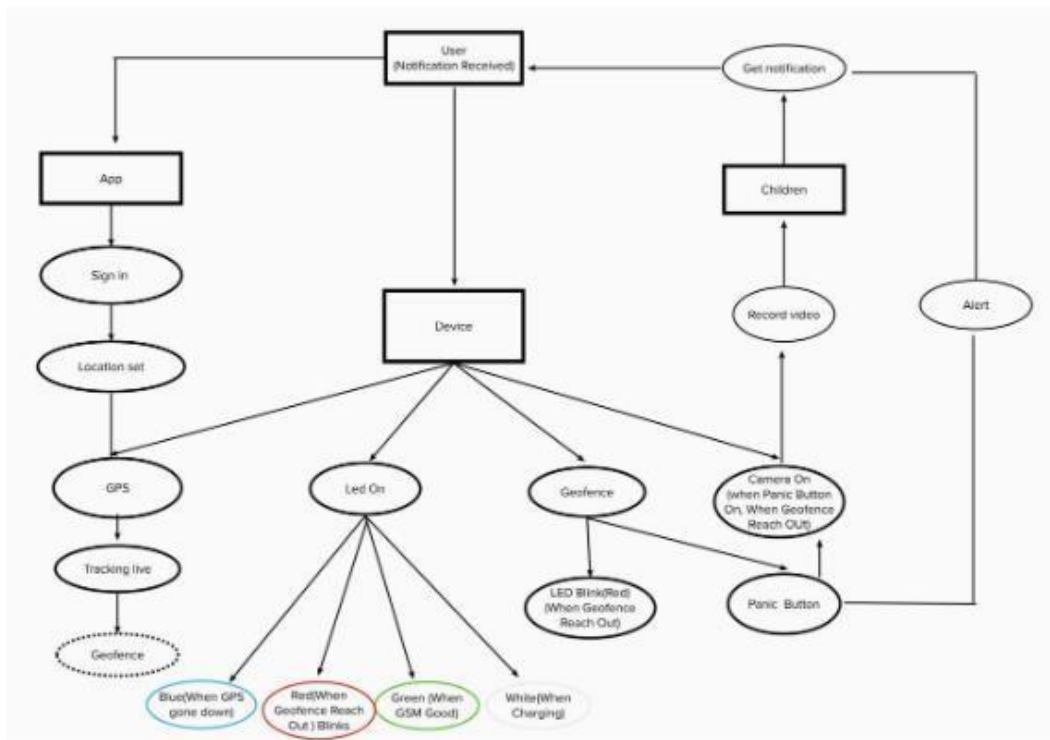 User
(Notification Received)
Get notification
App
Children
Sign in
Alert
Record video
Device
Location set
GPS
Led On
Geofence
Camera On
(when Panic Button
On, When Geofence
Reach OUt)
Tracking live
LED Blink(Red)
(When Geofence
Reach Out)
Panic Button
Geofence
Blue(When GPS
gone down)
Red(When
Geofence Reach
Out ) Blinks
Green (When
GSM Good)
White(When
Charging)